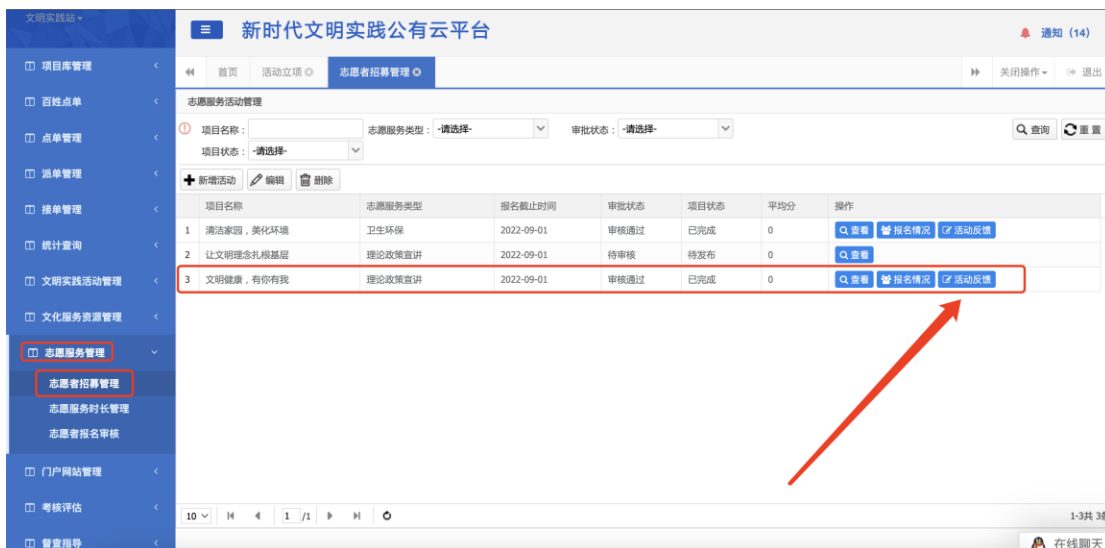 文明实践站
新时代文明实践公有云平台
通知（14）
项目库管理
首页 活动立项 志愿者招募管理 关闭操作 退出
百姓点单
志愿服务活动管理
点单管理
项目名称： 志愿服务类型： -请选择- 审批状态： -请选择- 查询 重置
项目状态： -请选择-
派单管理
新增活动 编辑 删除
接单管理
项目名称 志愿服务类型 报名截止时间 审批状态 项目状态 平均分 操作
1 清洁家园，美化环境 卫生环保 2022-09-01 审核通过 已完成 0 查看 报名情况 活动反馈
统计查询
2 让文明理念扎根基层 理论政策宣讲 2022-09-01 待审核 待发布 0 查看
文明实践活动管理
3 文明健康，有你有我 理论政策宣讲 2022-09-01 审核通过 已完成 0 查看 报名情况 活动反馈
文化服务资源管理
志愿服务管理
志愿者招募管理
志愿服务时长管理
志愿者报名审核
门户网站管理
考核评估
10 1 /1 1-3共 3
督查指导
在线聊天